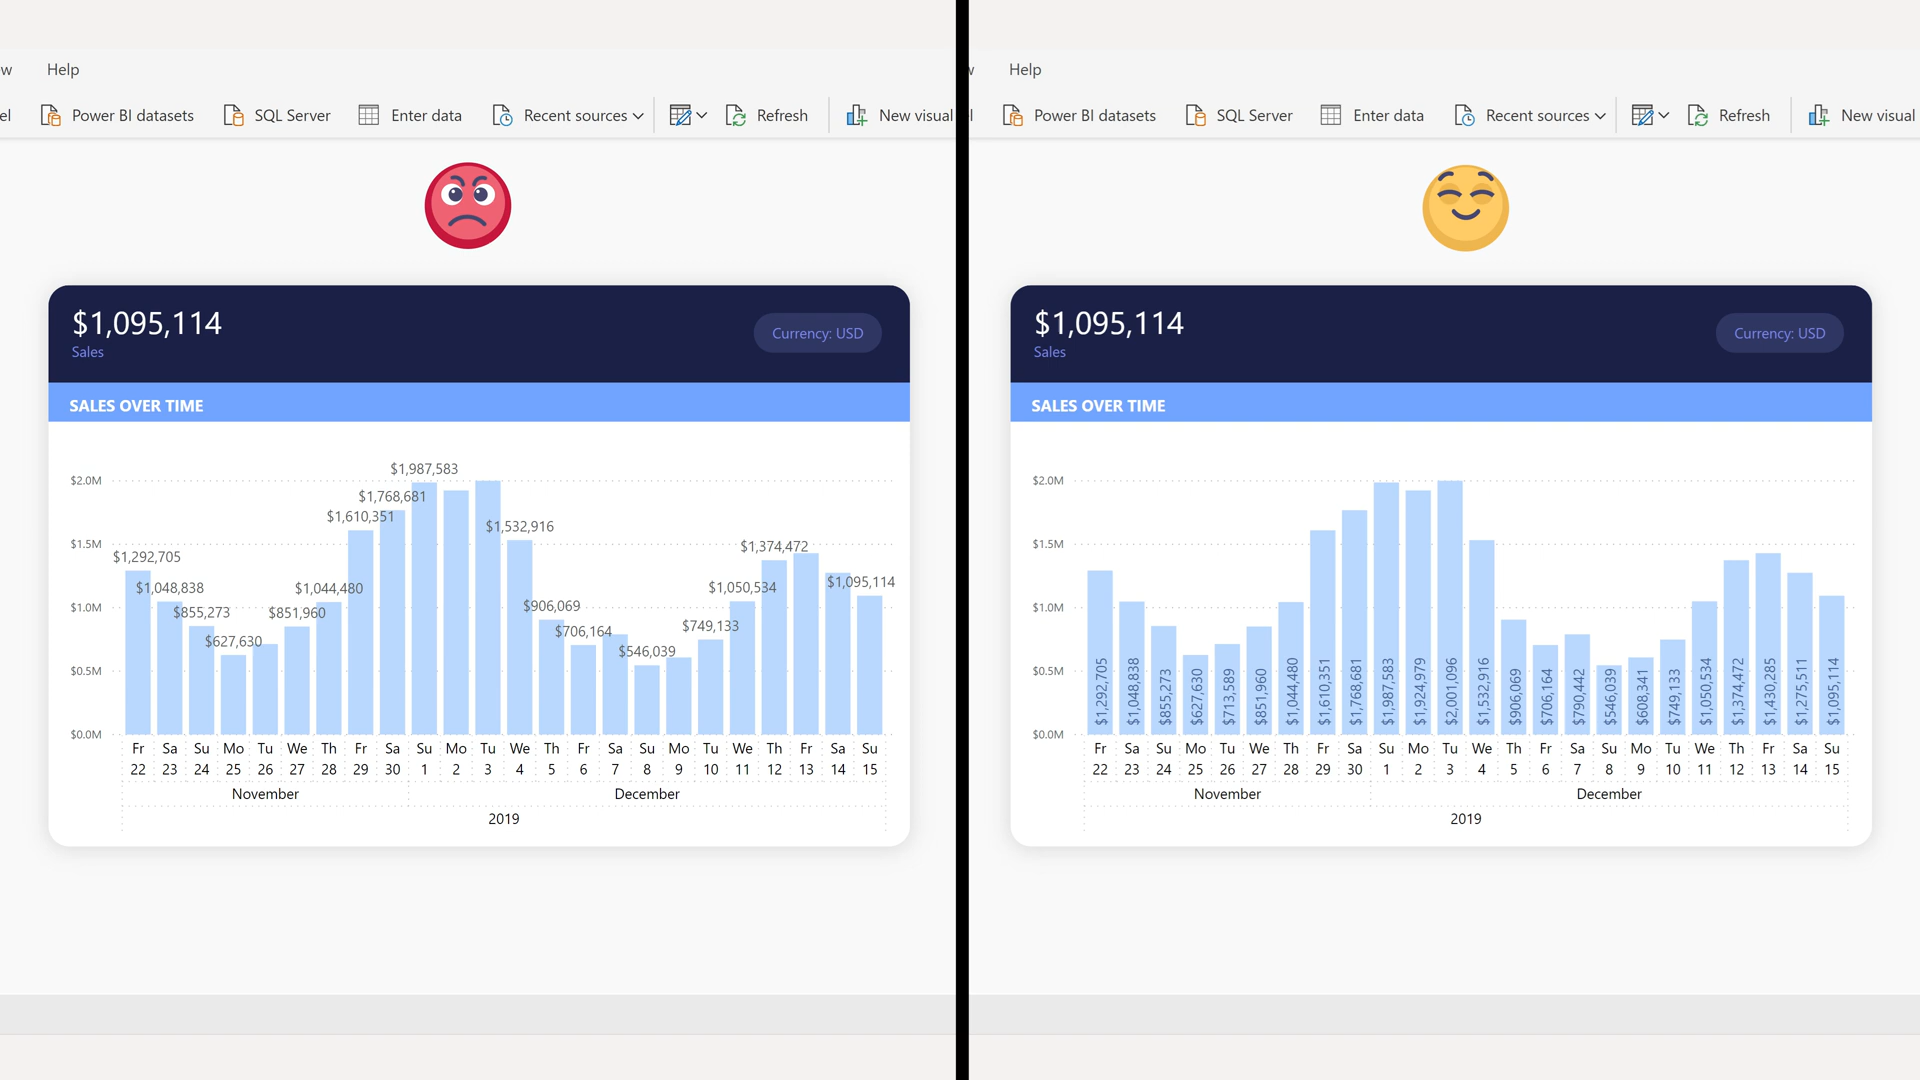 w Help
el Power BI datasets SQL Server Enter data Recent sources Refresh New visual
$1,095,114
Sales
Currency: USD
SALES OVER TIME
$2.0M
$1.5M
$1.0M
$0.5M
$0.0M
$1,292,705
$1,048,838
$855,273
$627,630
$851,960
$1,044,480
$1,610,351
$1,768,681
$1,987,583
$1,532,916
$906,069
$706,164
$546,039
$749,133
$1,050,534
$1,374,472
$1,095,114
Fr Sa Su Mo Tu We Th Fr Sa Su Mo Tu We Th Fr Sa Su Mo Tu We Th Fr Sa Su
22 23 24 25 26 27 28 29 30 1 2 3 4 5 6 7 8 9 10 11 12 13 14 15
November December
2019
w Help
l Power BI datasets SQL Server Enter data Recent sources Refresh New visual
$1,095,114
Sales
Currency: USD
SALES OVER TIME
$2.0M
$1.5M
$1.0M
$0.5M
$0.0M
$1,292,705
$1,048,838
$855,273
$627,630
$713,589
$851,960
$1,044,480
$1,610,351
$1,768,681
$1,987,583
$1,924,979
$2,001,096
$1,532,916
$906,069
$706,164
$790,442
$546,039
$608,341
$749,133
$1,050,534
$1,374,472
$1,430,285
$1,275,511
$1,095,114
Fr Sa Su Mo Tu We Th Fr Sa Su Mo Tu We Th Fr Sa Su Mo Tu We Th Fr Sa Su
22 23 24 25 26 27 28 29 30 1 2 3 4 5 6 7 8 9 10 11 12 13 14 15
November December
2019